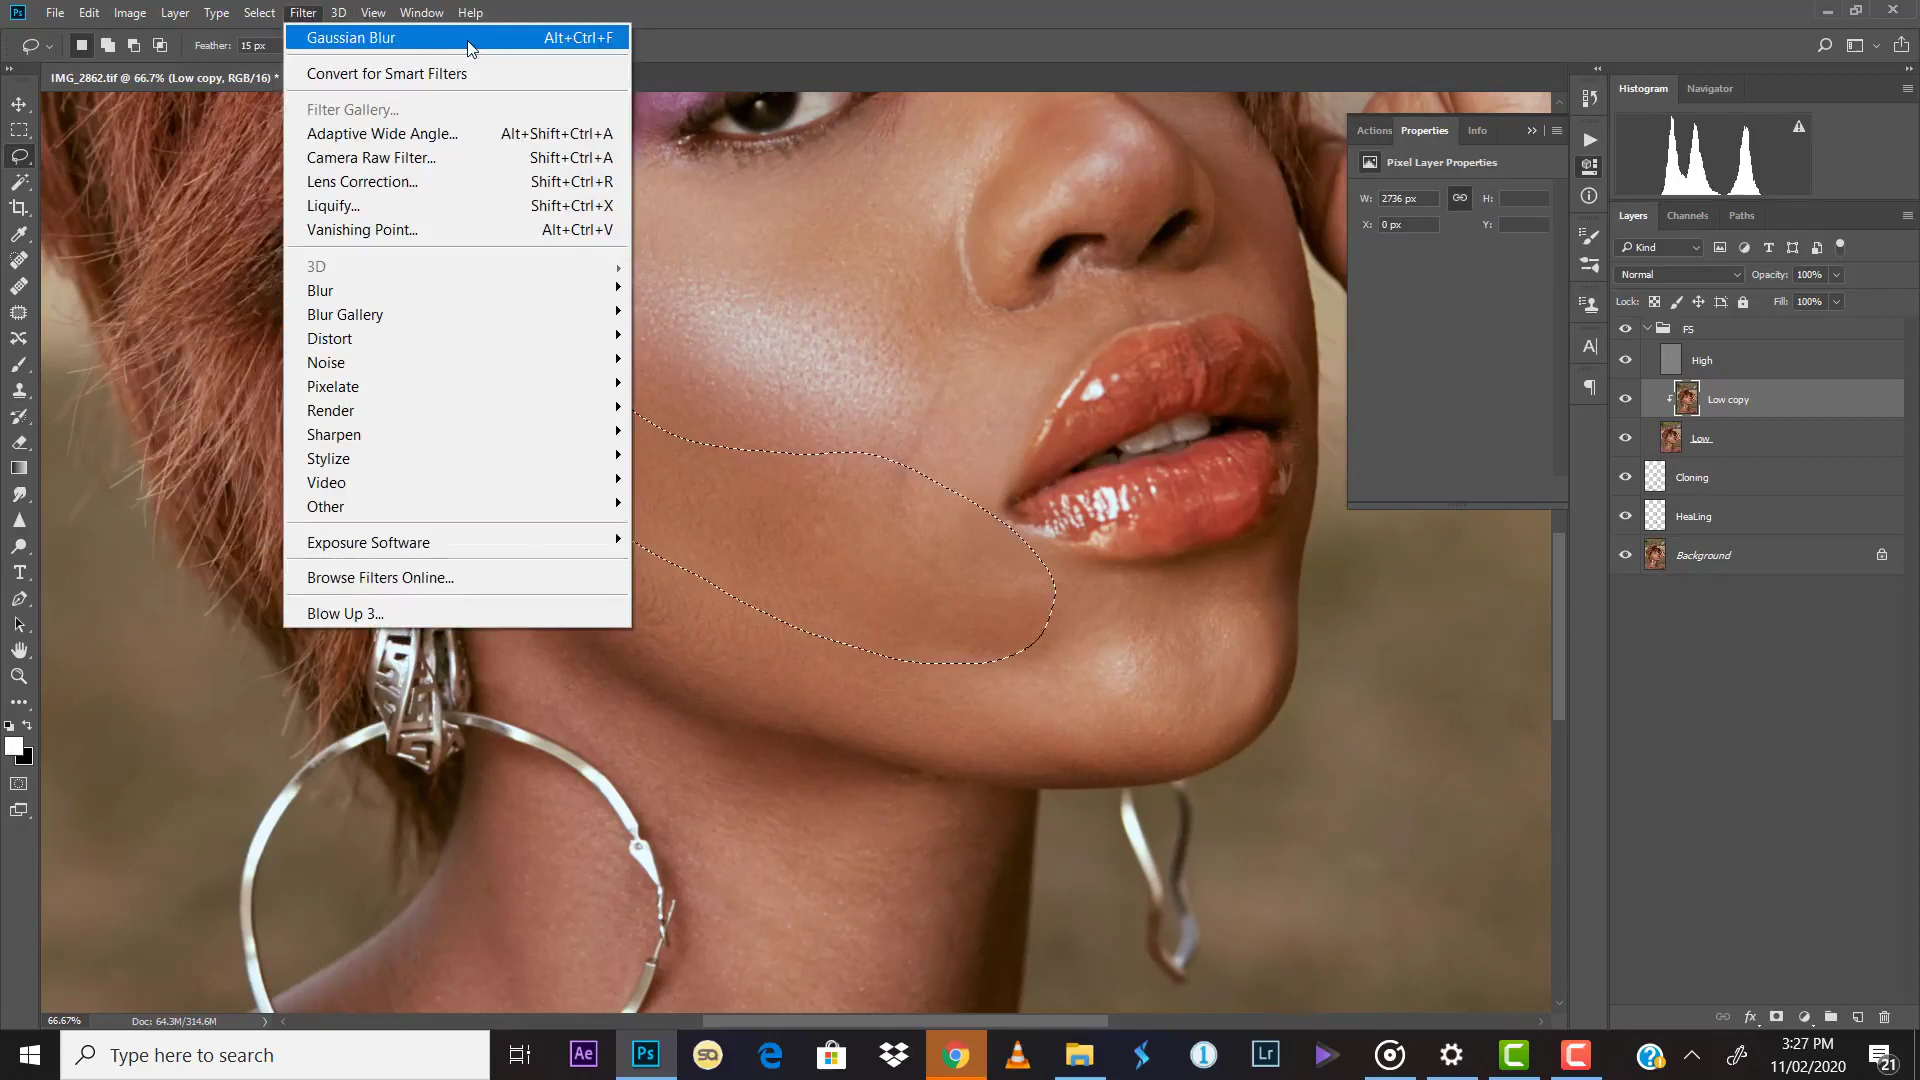 Ps File Edit Image Layer Type Select Filter 3D View Window Help
Feather: 15 px
IMG_2862.tif @ 66.7% (Low copy, RGB/16) *
Gaussian Blur Alt+Ctrl+F
Convert for Smart Filters
Filter Gallery...
Adaptive Wide Angle... Alt+Shift+Ctrl+A
Camera Raw Filter... Shift+Ctrl+A
Lens Correction... Shift+Ctrl+R
Liquify... Shift+Ctrl+X
Vanishing Point... Alt+Ctrl+V
3D
Blur
Blur Gallery
Distort
Noise
Pixelate
Render
Sharpen
Stylize
Video
Other
Exposure Software
Browse Filters Online...
Blow Up 3...
Actions Properties Info
Pixel Layer Properties
W: 2736 px H:
X: 0 px Y:
Histogram Navigator
Layers Channels Paths
Kind
Normal Opacity: 100%
Lock: Fill: 100%
FS
High
Low copy
Low
Cloning
HeaLing
Background
66.67% Doc: 64.3M/314.6M
Type here to search
Ae
Ps
Lr
3:27 PM
11/02/2020
21